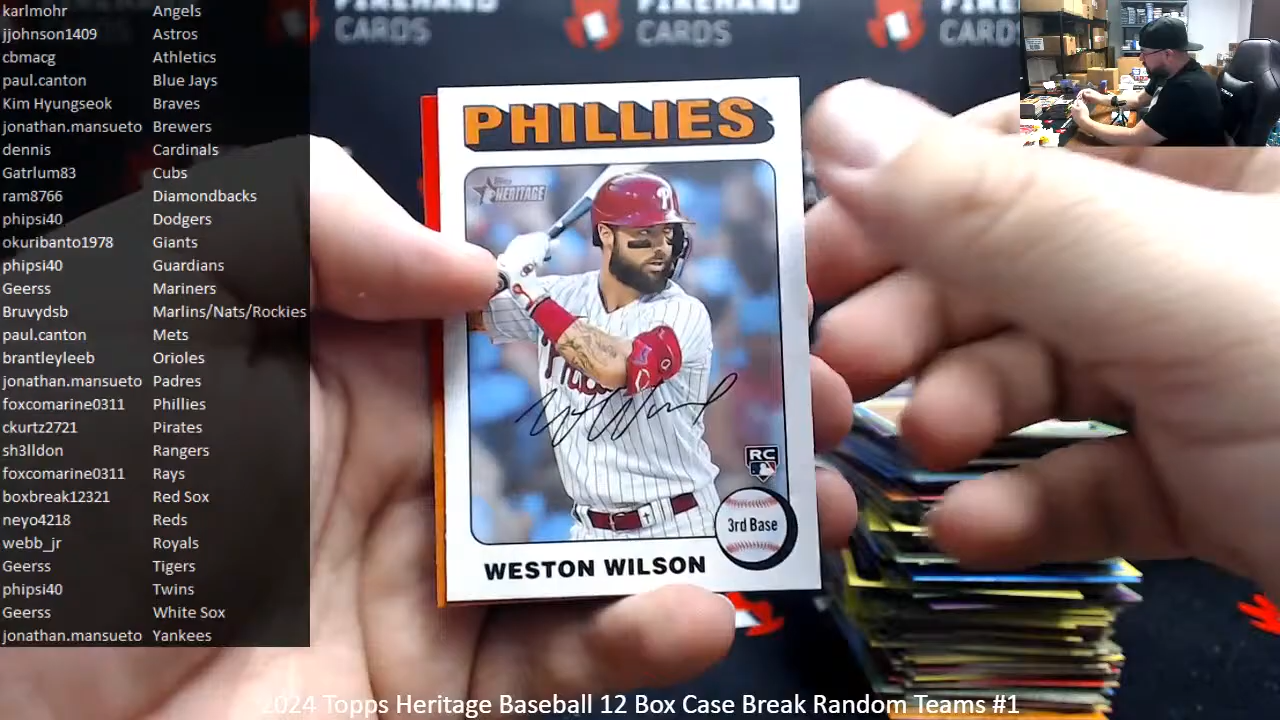 karlmohr Angels
jjohnson1409 Astros
cbmacg Athletics
paul.canton Blue Jays
Kim Hyungseok Braves
jonathan.mansueto Brewers
dennis Cardinals
Gatrlum83 Cubs
ram8766 Diamondbacks
phipsi40 Dodgers
okuribanto1978 Giants
phipsi40 Guardians
Geerss Mariners
Bruvydsb Marlins/Nats/Rockies
paul.canton Mets
brantleyleeb Orioles
jonathan.mansueto Padres
foxcomarine0311 Phillies
ckurtz2721 Pirates
sh3lldon Rangers
foxcomarine0311 Rays
boxbreak12321 Red Sox
neyo4218 Reds
webb_jr Royals
Geerss Tigers
phipsi40 Twins
Geerss White Sox
jonathan.mansueto Yankees
FIREHAND
CARDS
FIREHAND
CARDS
PHILLIES
Topps
HERITAGE
P
RC
3rd Base
WESTON WILSON
2024 Topps Heritage Baseball 12 Box Case Break Random Teams #1